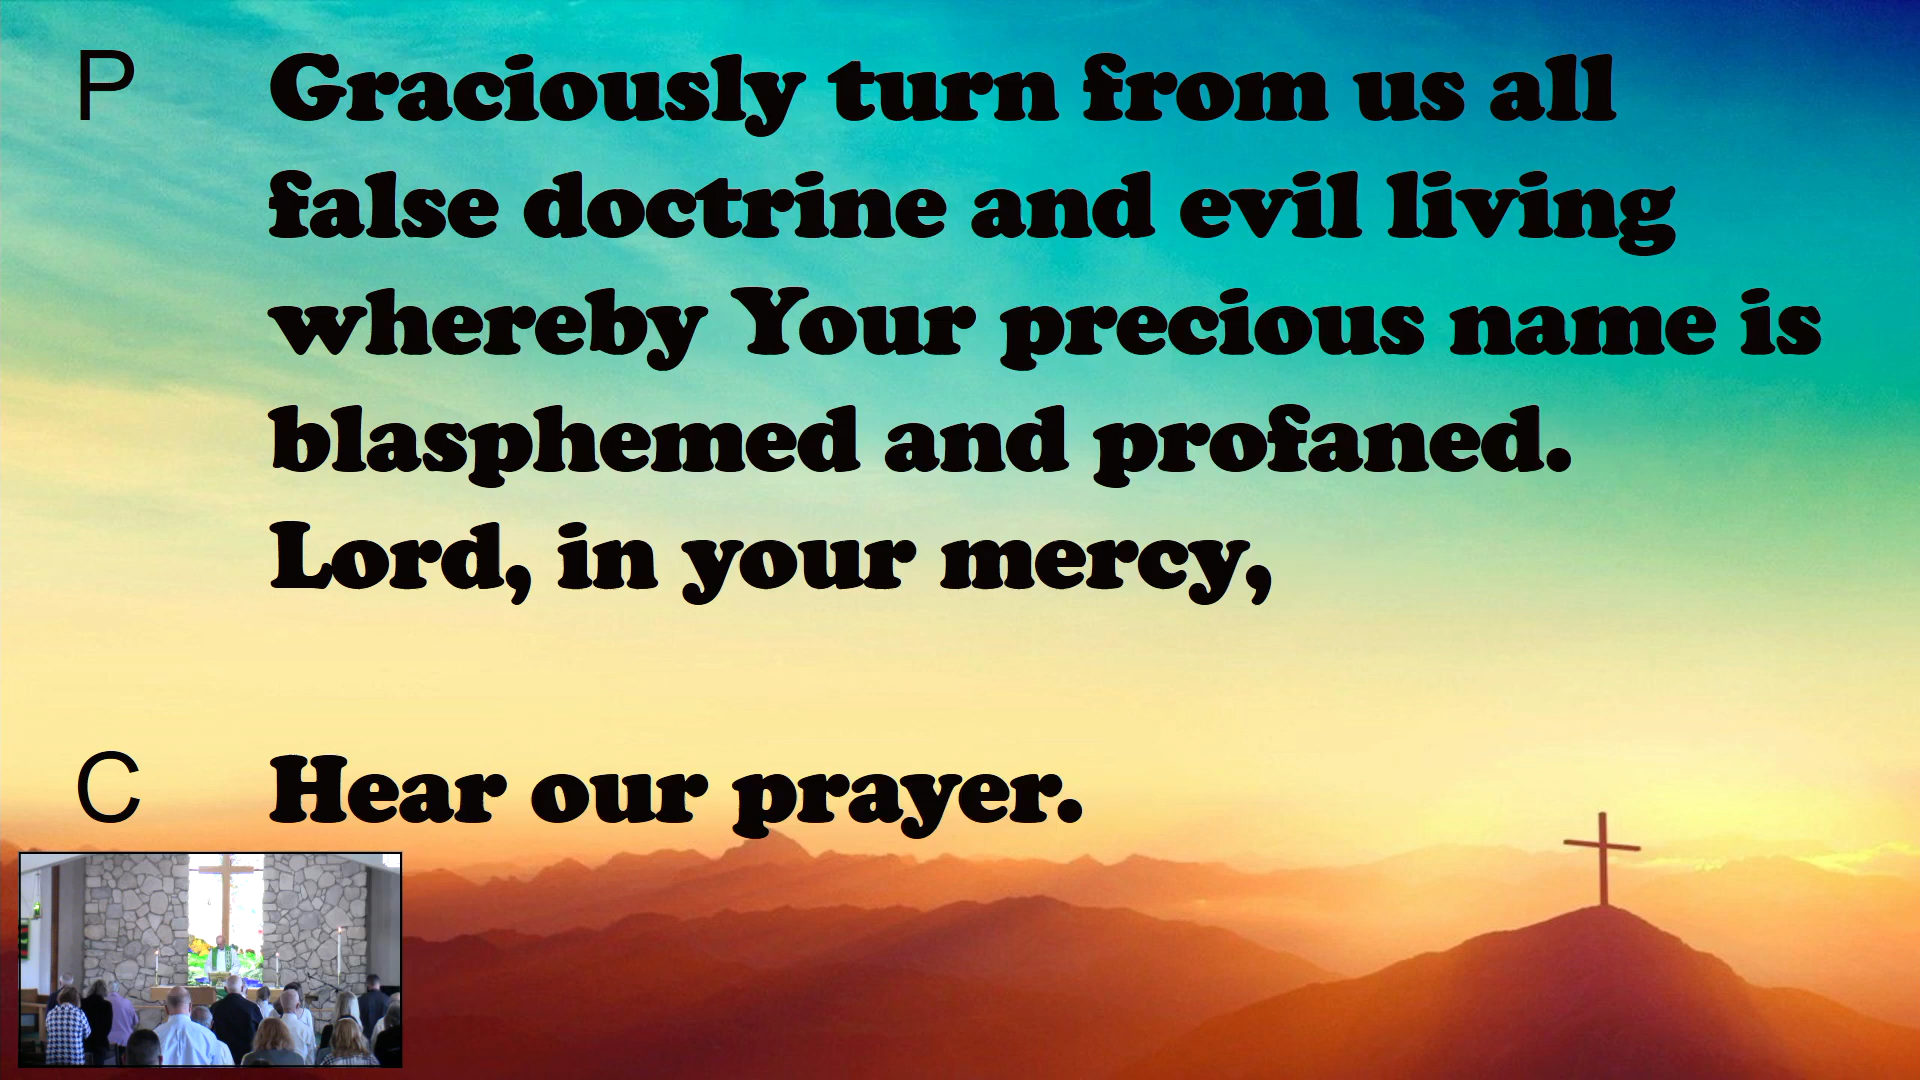 P Graciously turn from us all
false doctrine and evil living
whereby Your precious name is
blasphemed and profaned.
Lord, in your mercy,
C Hear our prayer.